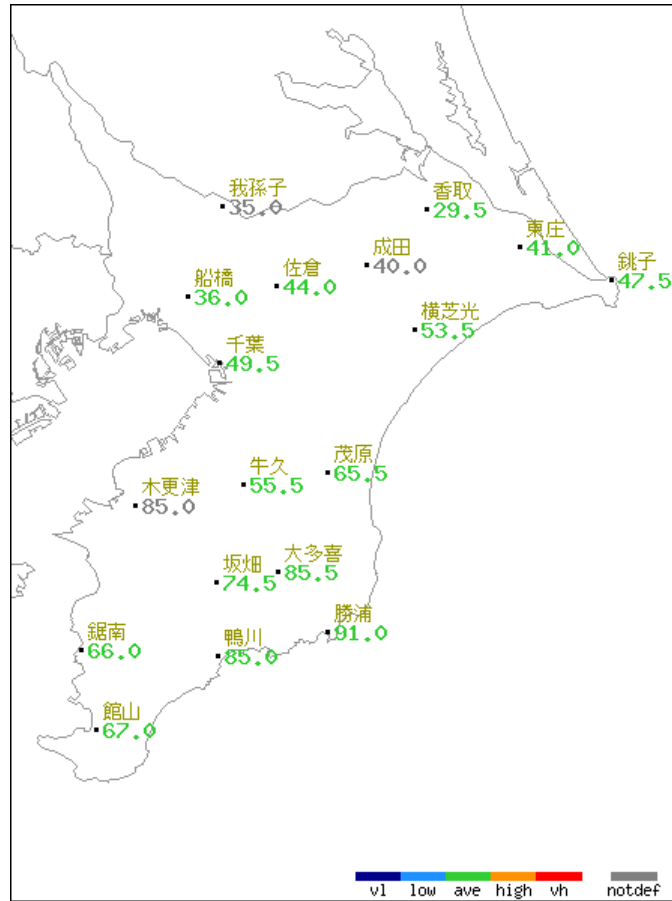 我孫子
35.0
香取
29.5
東庄
41.0
成田
40.0
銚子
47.5
船橋
36.0
佐倉
44.0
横芝光
53.5
千葉
49.5
茂原
65.5
牛久
55.5
木更津
85.0
大多喜
85.5
坂畑
74.5
勝浦
91.0
鋸南
66.0
鴨川
85.0
館山
67.0
vl low ave high vh notdef